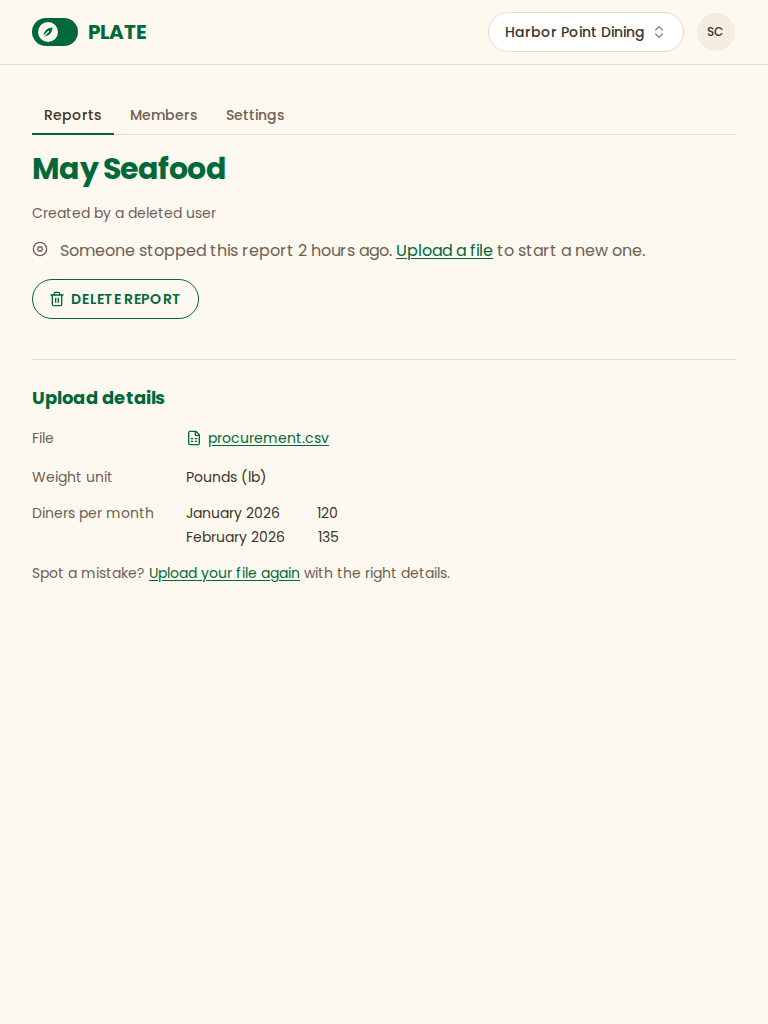 PLATE
Harbor Point Dining
SC
Reports Members Settings
May Seafood
Created by a deleted user
Someone stopped this report 2 hours ago. Upload a file to start a new one.
DELETE REPORT
Upload details
File procurement.csv
Weight unit Pounds (lb)
Diners per month January 2026 120
February 2026 135
Spot a mistake? Upload your file again with the right details.